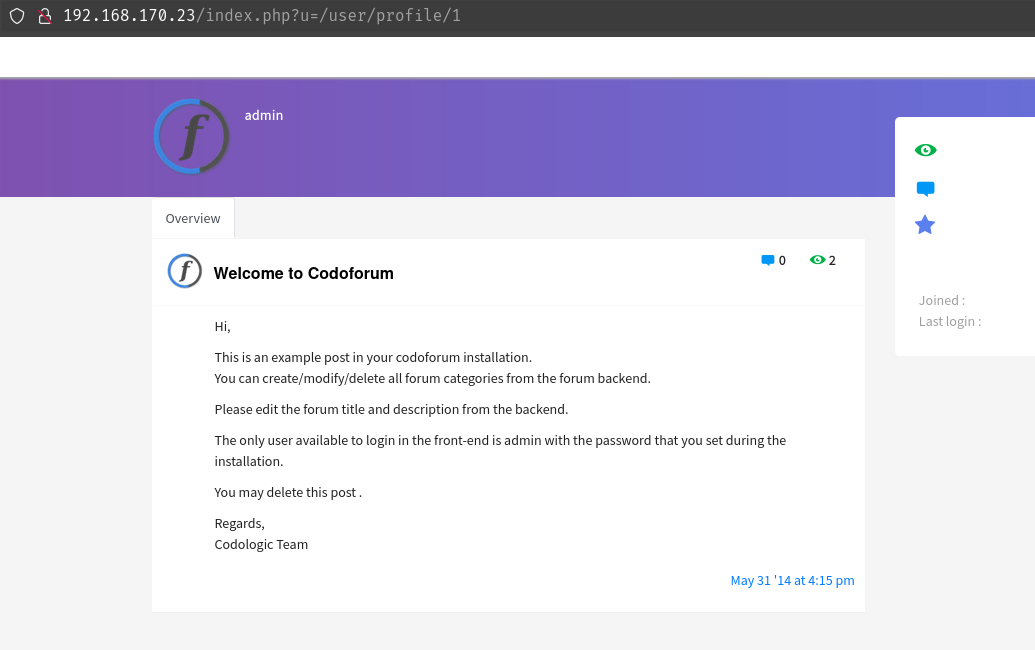 192.168.170.23/index.php?u=/user/profile/1
admin
Overview
Welcome to Codoforum
0
2
Hi,
This is an example post in your codoforum installation.
You can create/modify/delete all forum categories from the forum backend.
Please edit the forum title and description from the backend.
The only user available to login in the front-end is admin with the password that you set during the
installation.
You may delete this post .
Regards,
Codologic Team
May 31 '14 at 4:15 pm
Joined :
Last login :